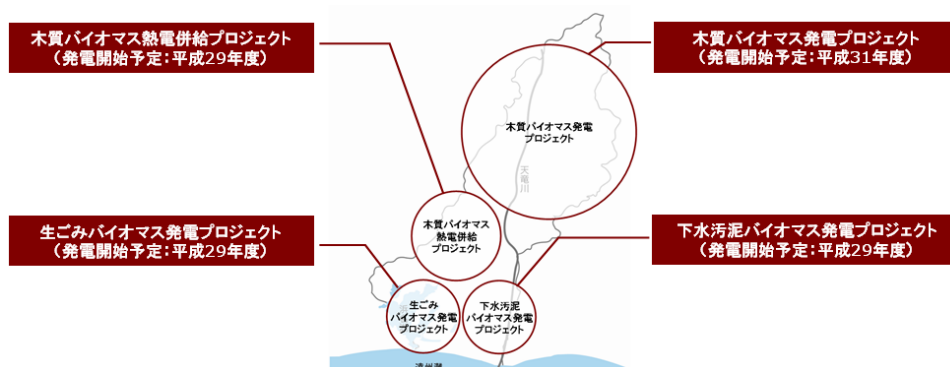 木質バイオマス熱電併給プロジェクト
（発電開始予定：平成29年度）
木質バイオマス発電プロジェクト
（発電開始予定：平成31年度）
木質バイオマス発電
プロジェクト
天竜川
木質バイオマス
熱電併給
プロジェクト
生ごみバイオマス発電プロジェクト
（発電開始予定：平成29年度）
下水汚泥バイオマス発電プロジェクト
（発電開始予定：平成29年度）
生ごみ
バイオマス発電
プロジェクト
下水汚泥
バイオマス発電
プロジェクト
遠州灘